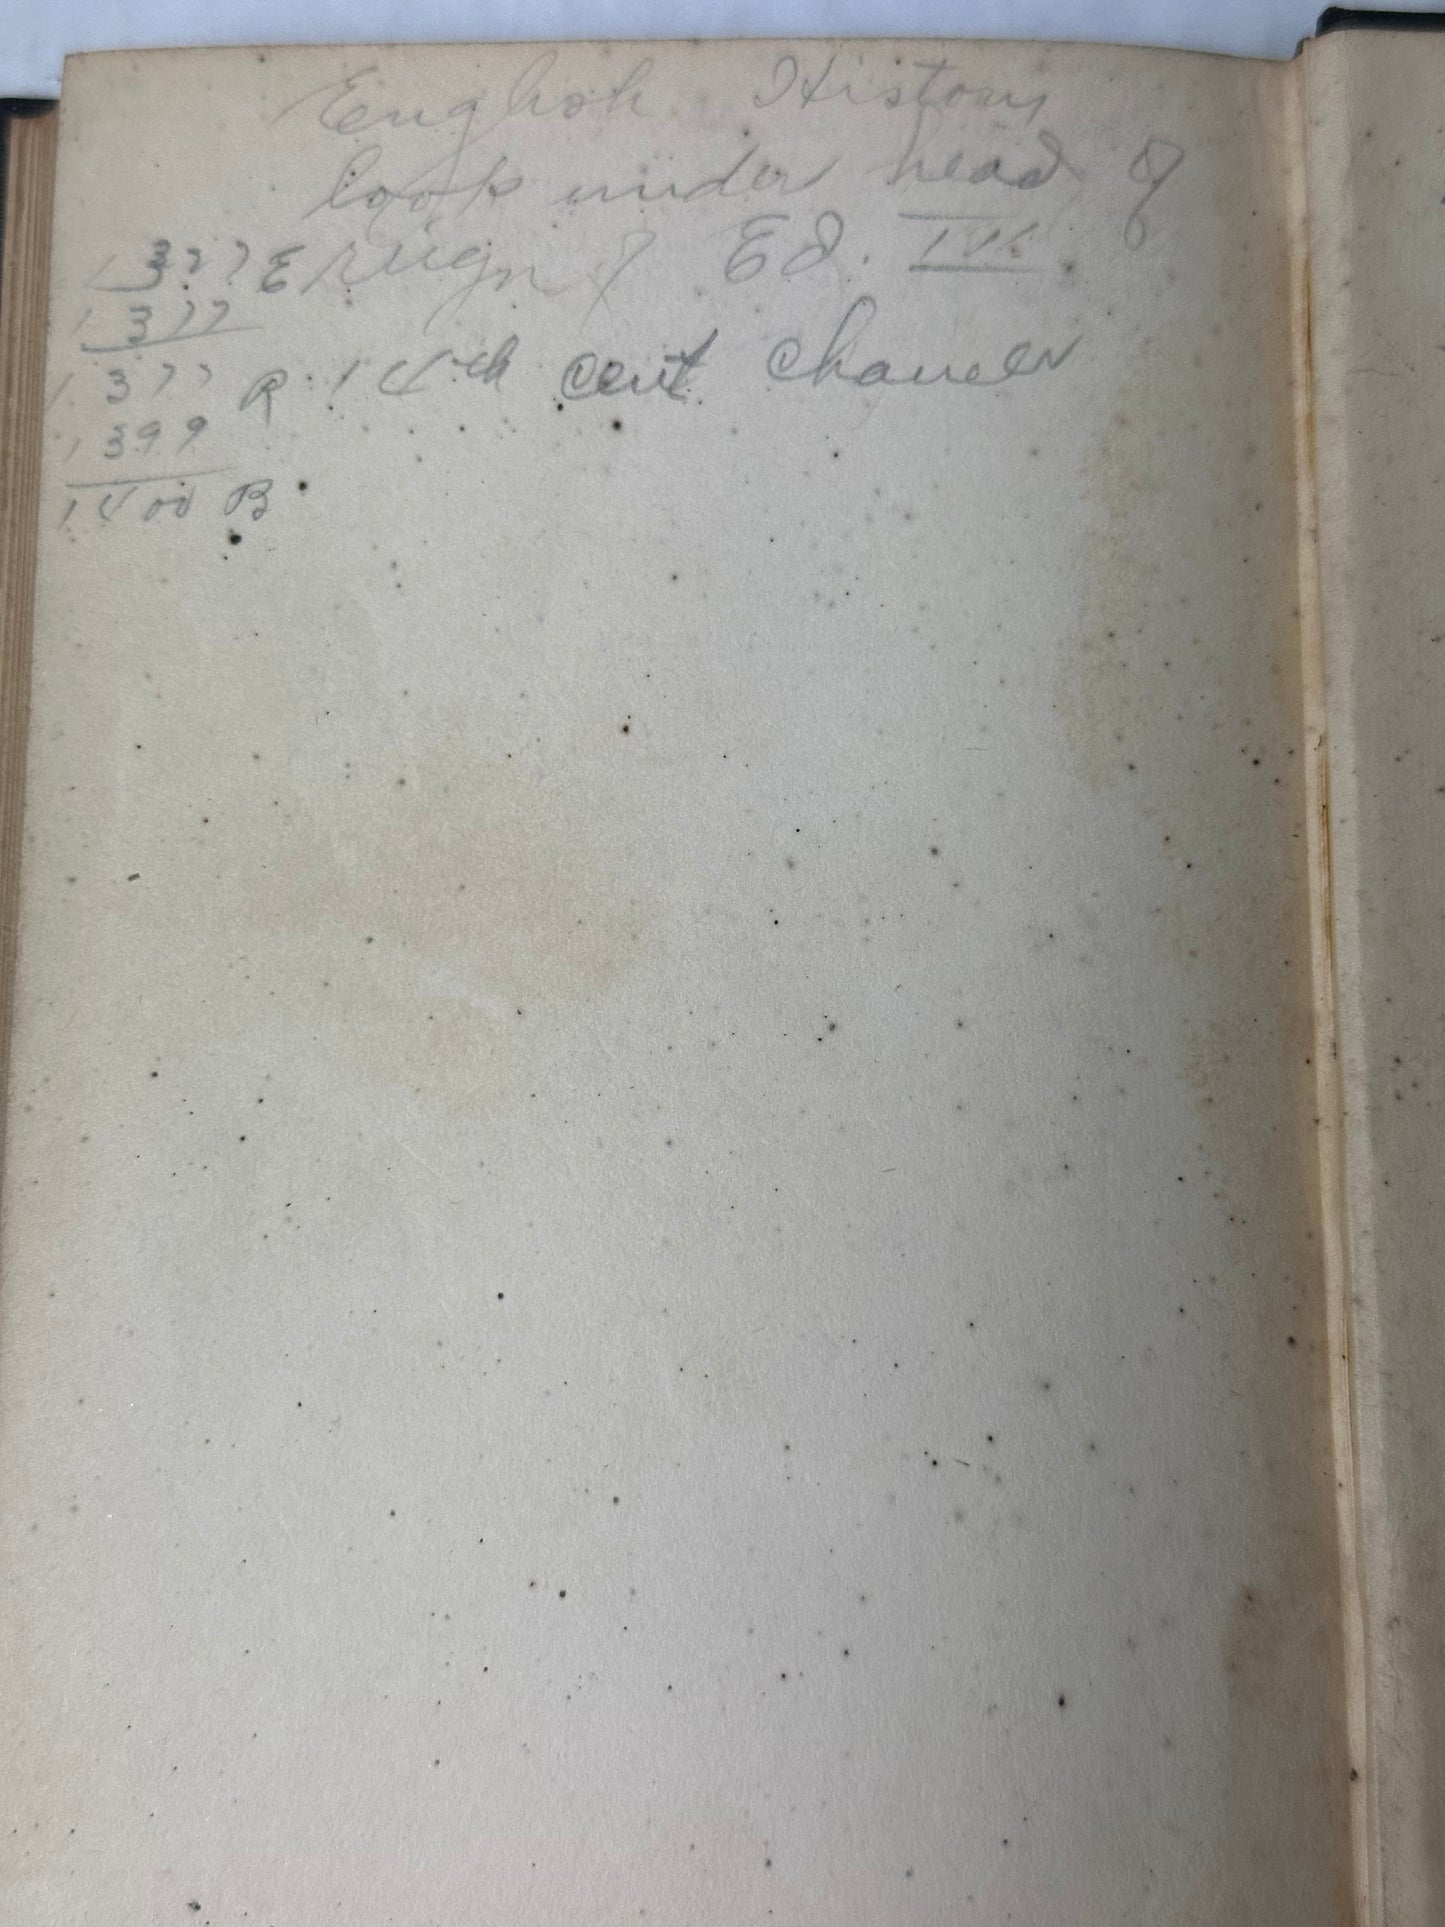 English History
look under head of
1327 E reign of Ed. III.
1377
1377 R 14th cent Chaucer
1399
1400 B